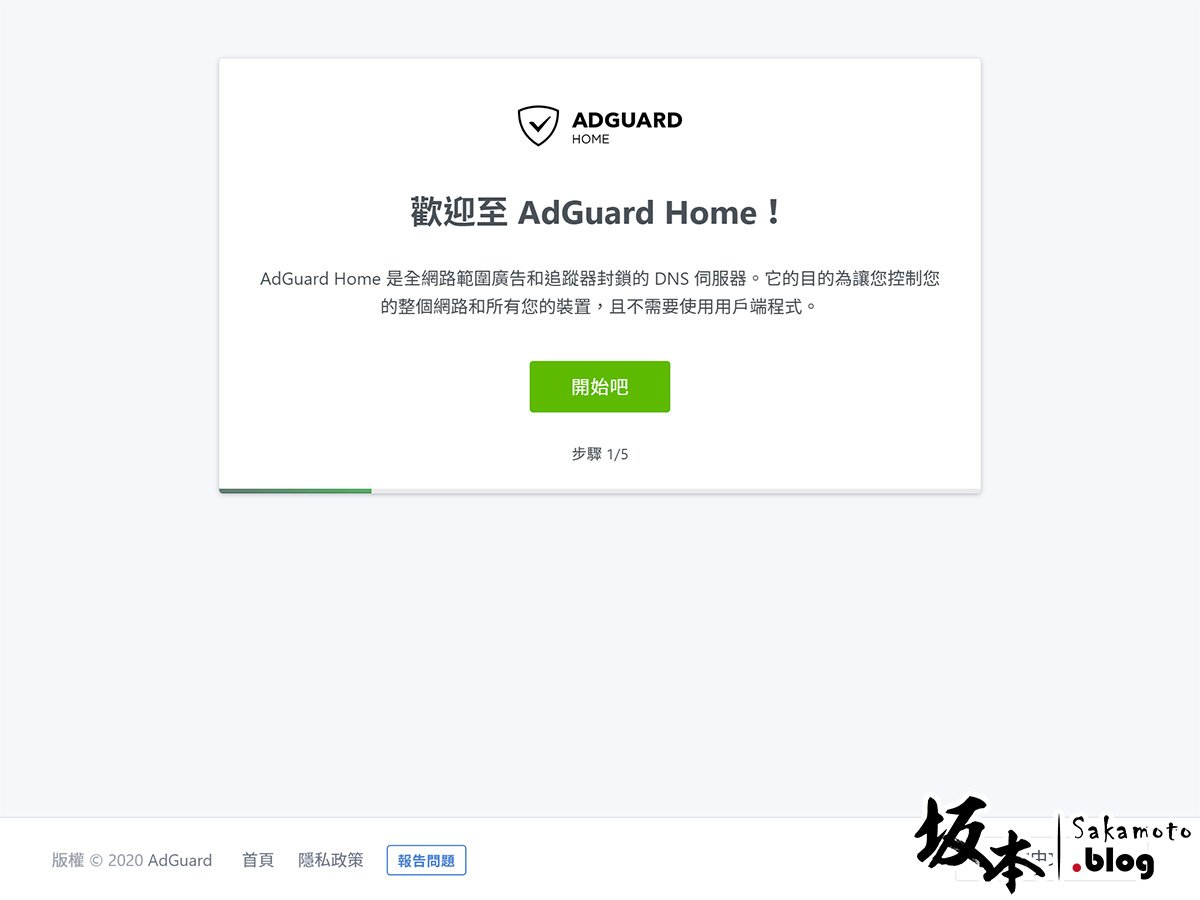 ADGUARD
HOME
歡迎至 AdGuard Home！
AdGuard Home 是全網路範圍廣告和追蹤器封鎖的 DNS 伺服器。它的目的為讓您控制您
的整個網路和所有您的裝置，且不需要使用用戶端程式。
開始吧
步驟 1/5
版權 © 2020 AdGuard 首頁 隱私政策 報告問題
坂本
Sakamoto
.blog